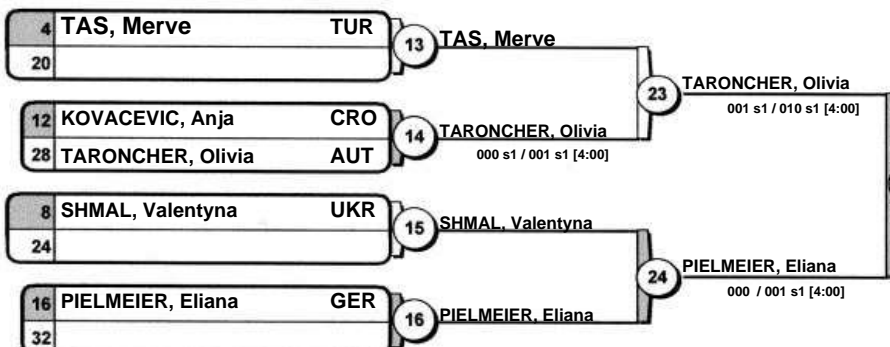 4 TAS, Merve TUR
20
13 TAS, Merve
12 KOVACEVIC, Anja CRO
28 TARONCHER, Olivia AUT
14 TARONCHER, Olivia
000 s1 / 001 s1 [4:00]
23 TARONCHER, Olivia
001 s1 / 010 s1 [4:00]
8 SHMAL, Valentyna UKR
24
15 SHMAL, Valentyna
16 PIELMEIER, Eliana GER
32
16 PIELMEIER, Eliana
24 PIELMEIER, Eliana
000 / 001 s1 [4:00]